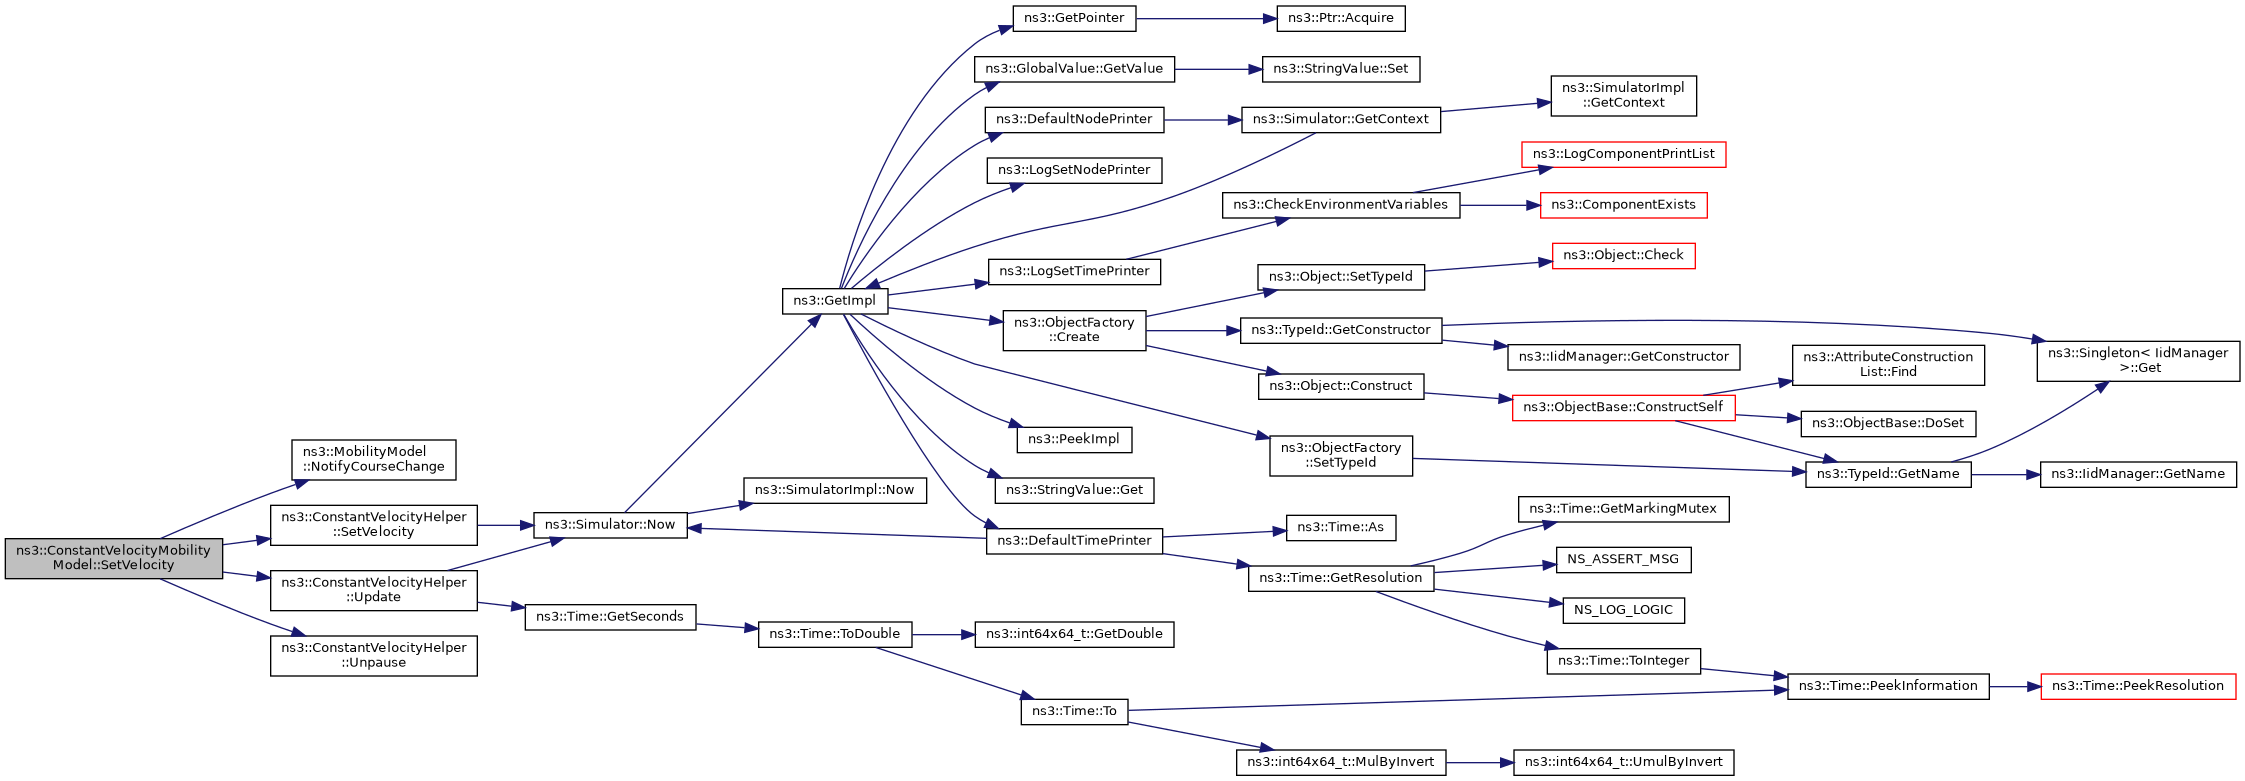 ns3::GetPointer
ns3::Ptr::Acquire
ns3::GlobalValue::GetValue
ns3::StringValue::Set
ns3::SimulatorImpl
::GetContext
ns3::DefaultNodePrinter
ns3::Simulator::GetContext
ns3::LogComponentPrintList
ns3::LogSetNodePrinter
ns3::CheckEnvironmentVariables
ns3::ComponentExists
ns3::Object::Check
ns3::LogSetTimePrinter
ns3::Object::SetTypeId
ns3::GetImpl
ns3::ObjectFactory
::Create
ns3::TypeId::GetConstructor
ns3::IidManager::GetConstructor
ns3::Singleton< IidManager
>::Get
ns3::AttributeConstruction
List::Find
ns3::Object::Construct
ns3::ObjectBase::ConstructSelf
ns3::ObjectBase::DoSet
ns3::PeekImpl
ns3::ObjectFactory
::SetTypeId
ns3::TypeId::GetName
ns3::IidManager::GetName
ns3::MobilityModel
::NotifyCourseChange
ns3::SimulatorImpl::Now
ns3::StringValue::Get
ns3::Time::GetMarkingMutex
ns3::ConstantVelocityHelper
::SetVelocity
ns3::Simulator::Now
ns3::DefaultTimePrinter
ns3::Time::As
ns3::ConstantVelocityMobility
Model::SetVelocity
NS_ASSERT_MSG
ns3::Time::GetResolution
ns3::ConstantVelocityHelper
::Update
NS_LOG_LOGIC
ns3::Time::GetSeconds
ns3::Time::ToDouble
ns3::int64x64_t::GetDouble
ns3::ConstantVelocityHelper
::Unpause
ns3::Time::ToInteger
ns3::Time::PeekInformation
ns3::Time::PeekResolution
ns3::Time::To
ns3::int64x64_t::MulByInvert
ns3::int64x64_t::UmulByInvert